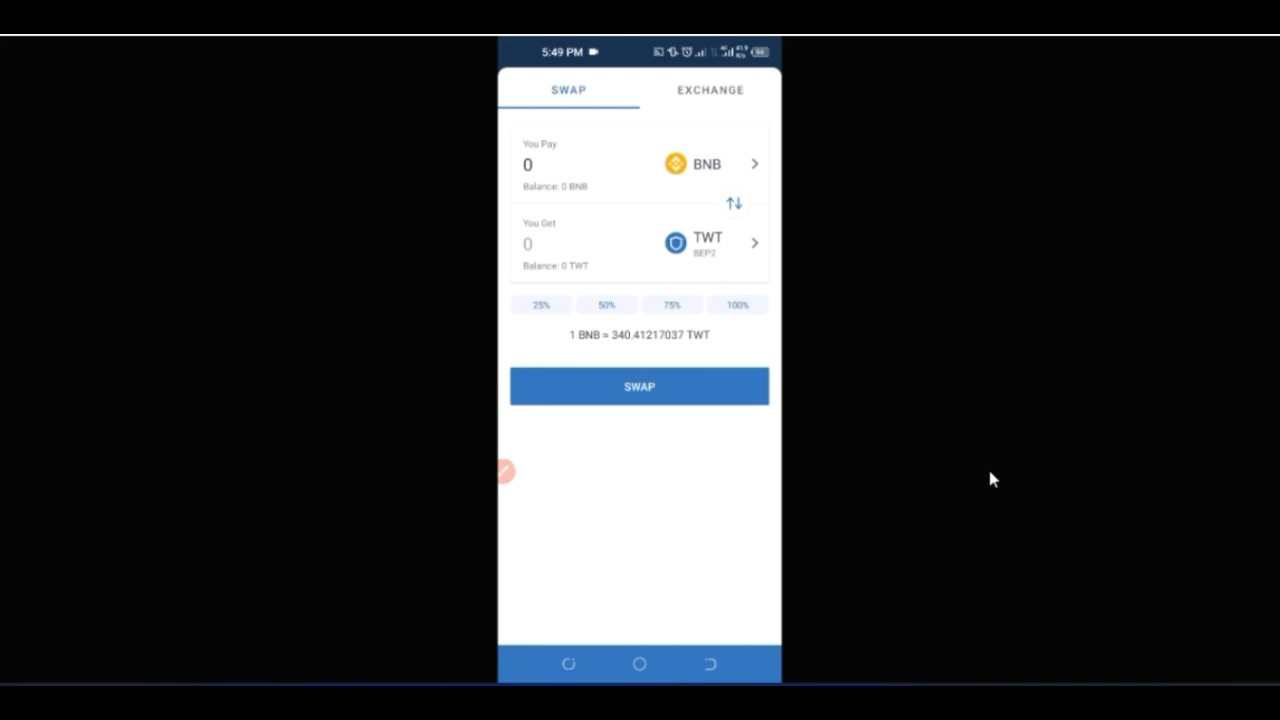 5:49 PM
SWAP
EXCHANGE
You Pay
0
BNB
Balance: 0 BNB
You Get
0
TWT
BEP2
Balance: 0 TWT
25%
50%
75%
100%
1 BNB ≈ 340.41217037 TWT
SWAP